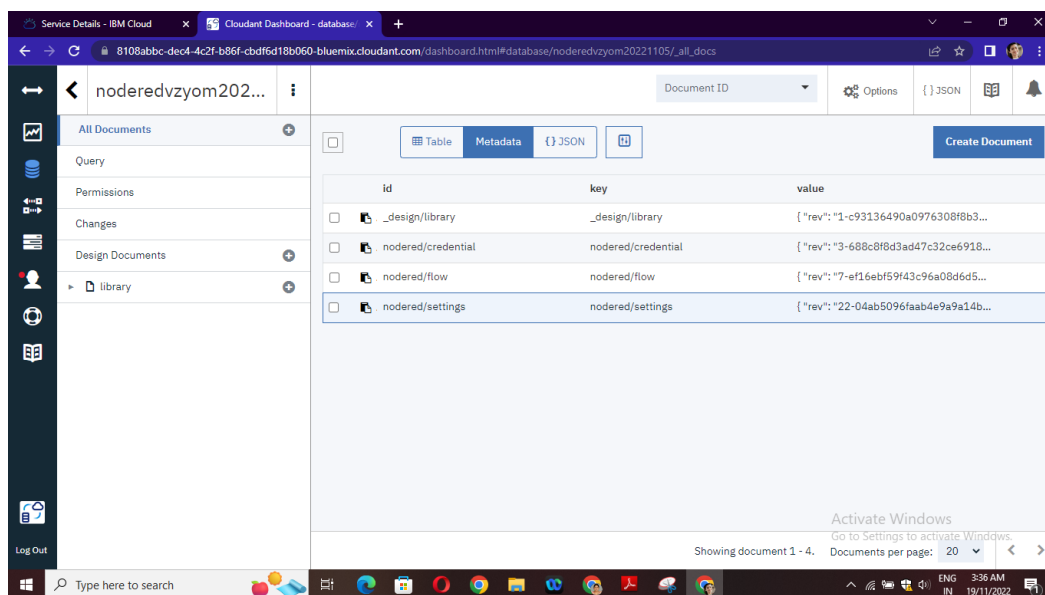 Service Details - IBM Cloud
Cloudant Dashboard - database/
8108abbc-dec4-4c2f-b86f-cbdf6d18b060-bluemix.cloudant.com/dashboard.html#database/noderedvzyom20221105/_all_docs
noderedvzyom202...
Document ID
Options
{ } JSON
All Documents
Query
Permissions
Changes
Design Documents
library
Table
Metadata
{} JSON
Create Document
id key value
_design/library _design/library { "rev": "1-c93136490a0976308f8b3...
nodered/credential nodered/credential { "rev": "3-688c8f8d3ad47c32ce6918...
nodered/flow nodered/flow { "rev": "7-ef16ebf59f43c96a08d6d5...
nodered/settings nodered/settings { "rev": "22-04ab5096faab4e9a9a14b...
Activate Windows
Go to Settings to activate Windows.
Showing document 1 - 4. Documents per page: 20
Log Out
Type here to search
ENG 3:36 AM
IN 19/11/2022